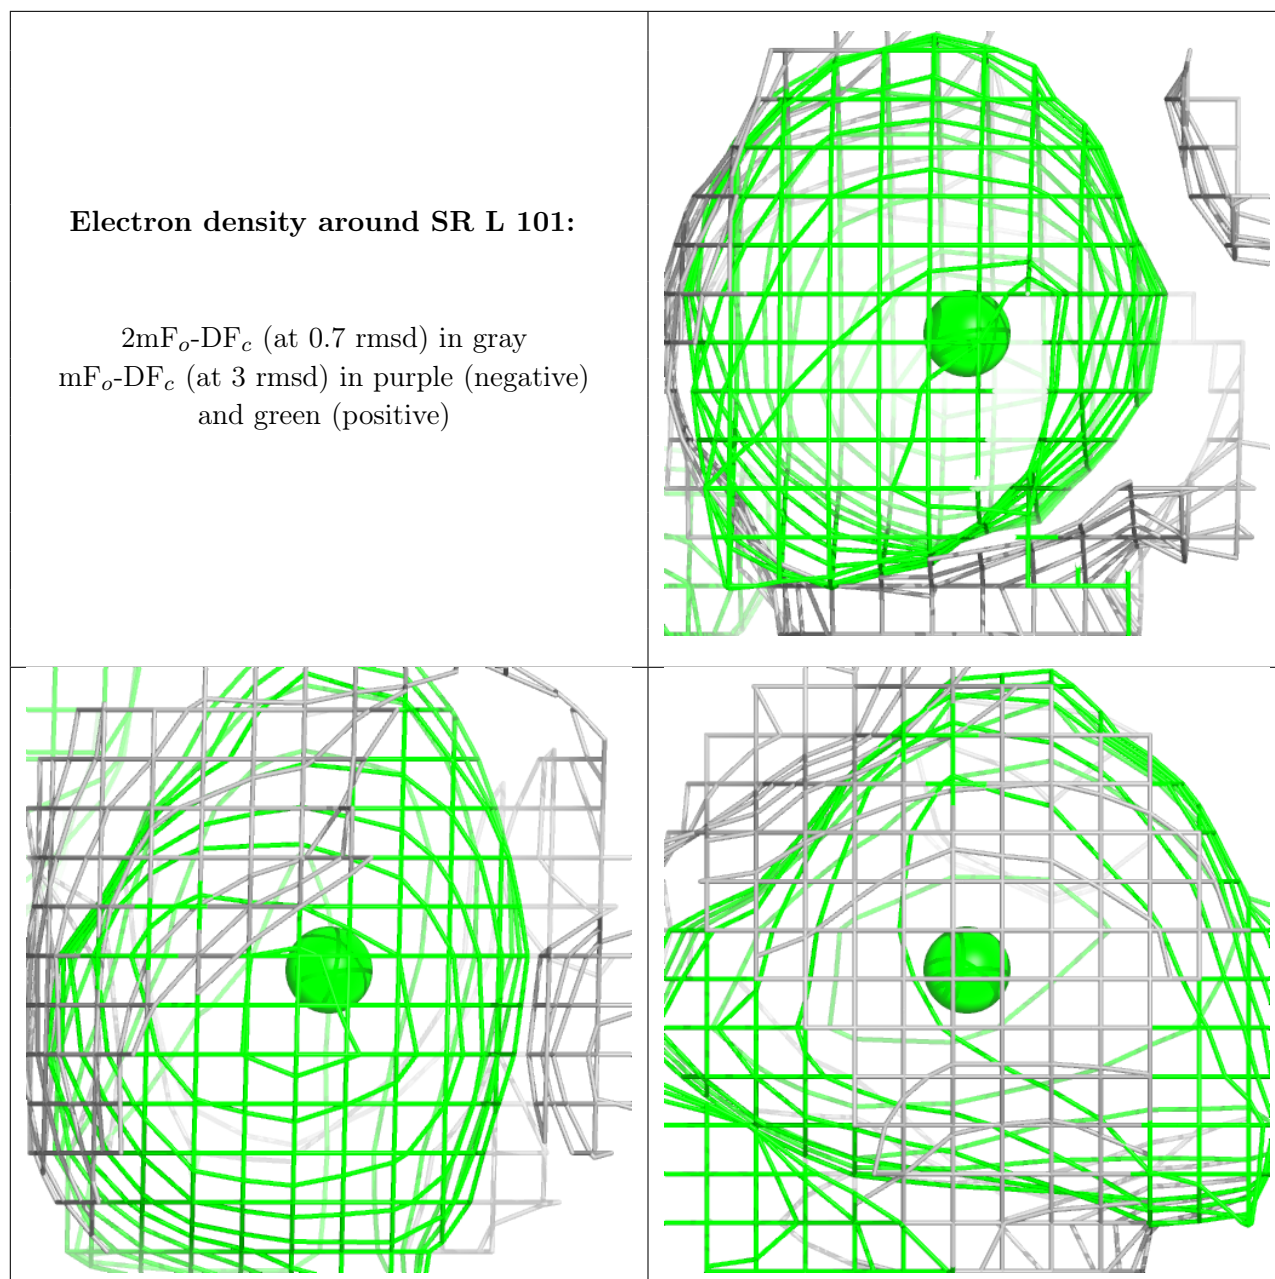 Electron density around SR L 101:
2mFo-DFc (at 0.7 rmsd) in gray
mFo-DFc (at 3 rmsd) in purple (negative)
and green (positive)